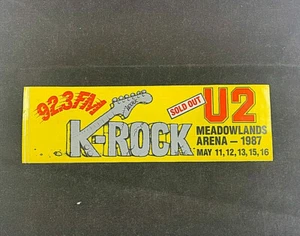 92.3 FM
K-ROCK
SOLD OUT
U2
MEADOWLANDS
ARENA – 1987
MAY 11, 12, 13, 15, 16